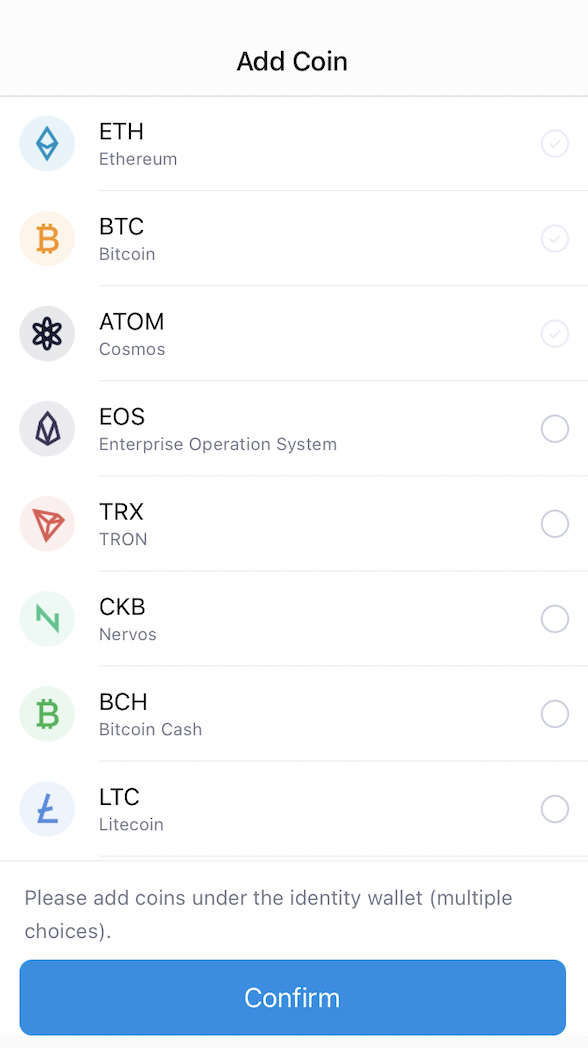 Add Coin
ETH
Ethereum
BTC
Bitcoin
ATOM
Cosmos
EOS
Enterprise Operation System
TRX
TRON
CKB
Nervos
BCH
Bitcoin Cash
LTC
Litecoin
Please add coins under the identity wallet (multiple
choices).
Confirm